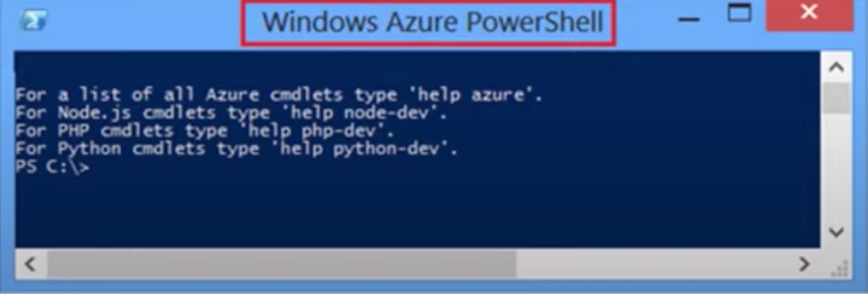 Windows Azure PowerShell
For a list of all Azure cmdlets type 'help azure'.
For Node.js cmdlets type 'help node-dev'.
For PHP cmdlets type 'help php-dev'.
For Python cmdlets type 'help python-dev'.
PS C:\>